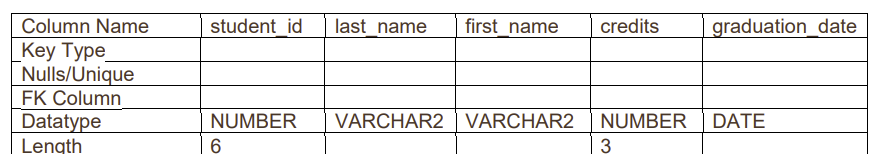 Column Name student_id last_name first_name credits graduation_date
Key Type
Nulls/Unique
FK Column
Datatype NUMBER VARCHAR2 VARCHAR2 NUMBER DATE
Length 6 3